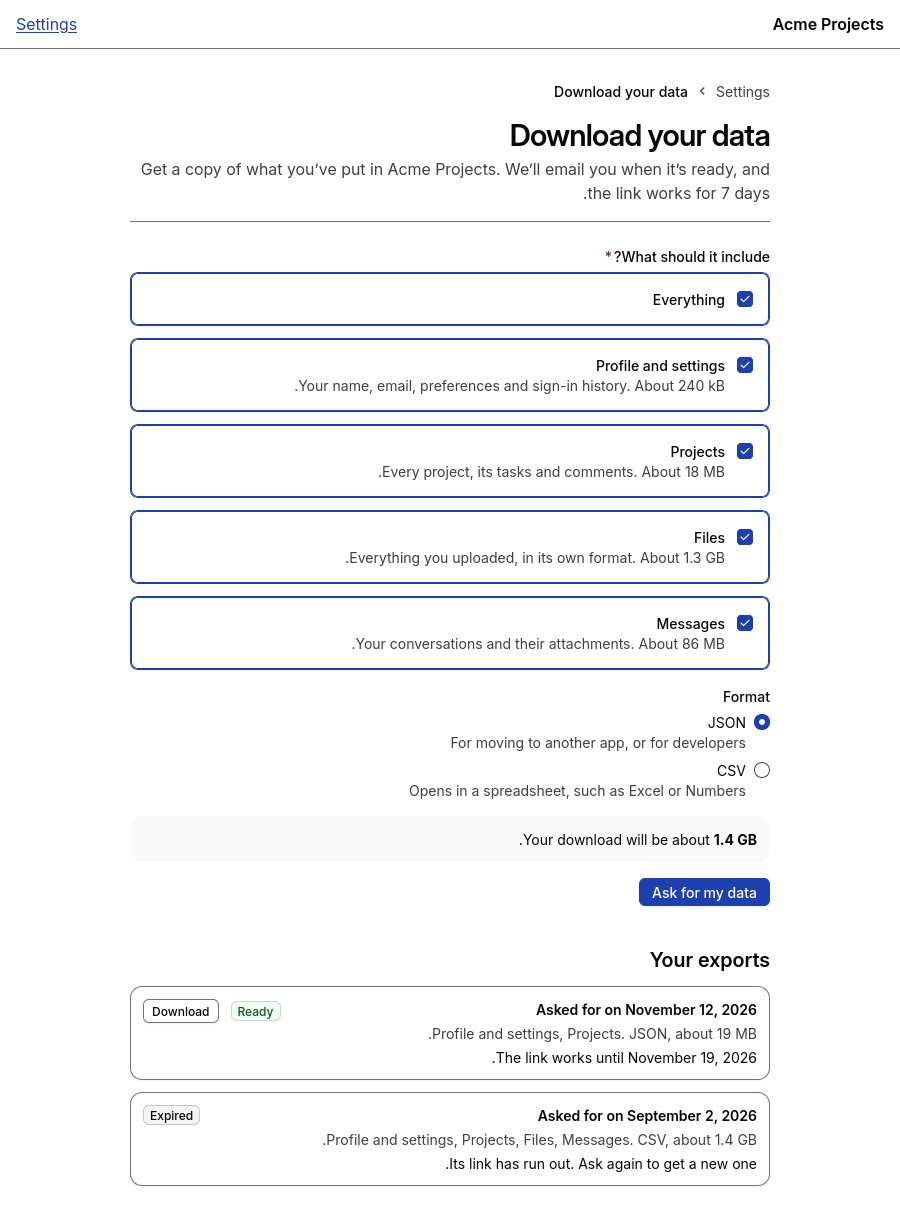 Settings
Acme Projects
Download your data ‹ Settings
Download your data
Get a copy of what you’ve put in Acme Projects. We’ll email you when it’s ready, and
.the link works for 7 days
* ?What should it include
Everything
Profile and settings
.Your name, email, preferences and sign-in history. About 240 kB
Projects
.Every project, its tasks and comments. About 18 MB
Files
.Everything you uploaded, in its own format. About 1.3 GB
Messages
.Your conversations and their attachments. About 86 MB
Format
JSON
For moving to another app, or for developers
CSV
Opens in a spreadsheet, such as Excel or Numbers
.Your download will be about 1.4 GB
Ask for my data
Your exports
Asked for on November 12, 2026
.Profile and settings, Projects. JSON, about 19 MB
.The link works until November 19, 2026
Ready
Download
Asked for on September 2, 2026
.Profile and settings, Projects, Files, Messages. CSV, about 1.4 GB
.Its link has run out. Ask again to get a new one
Expired